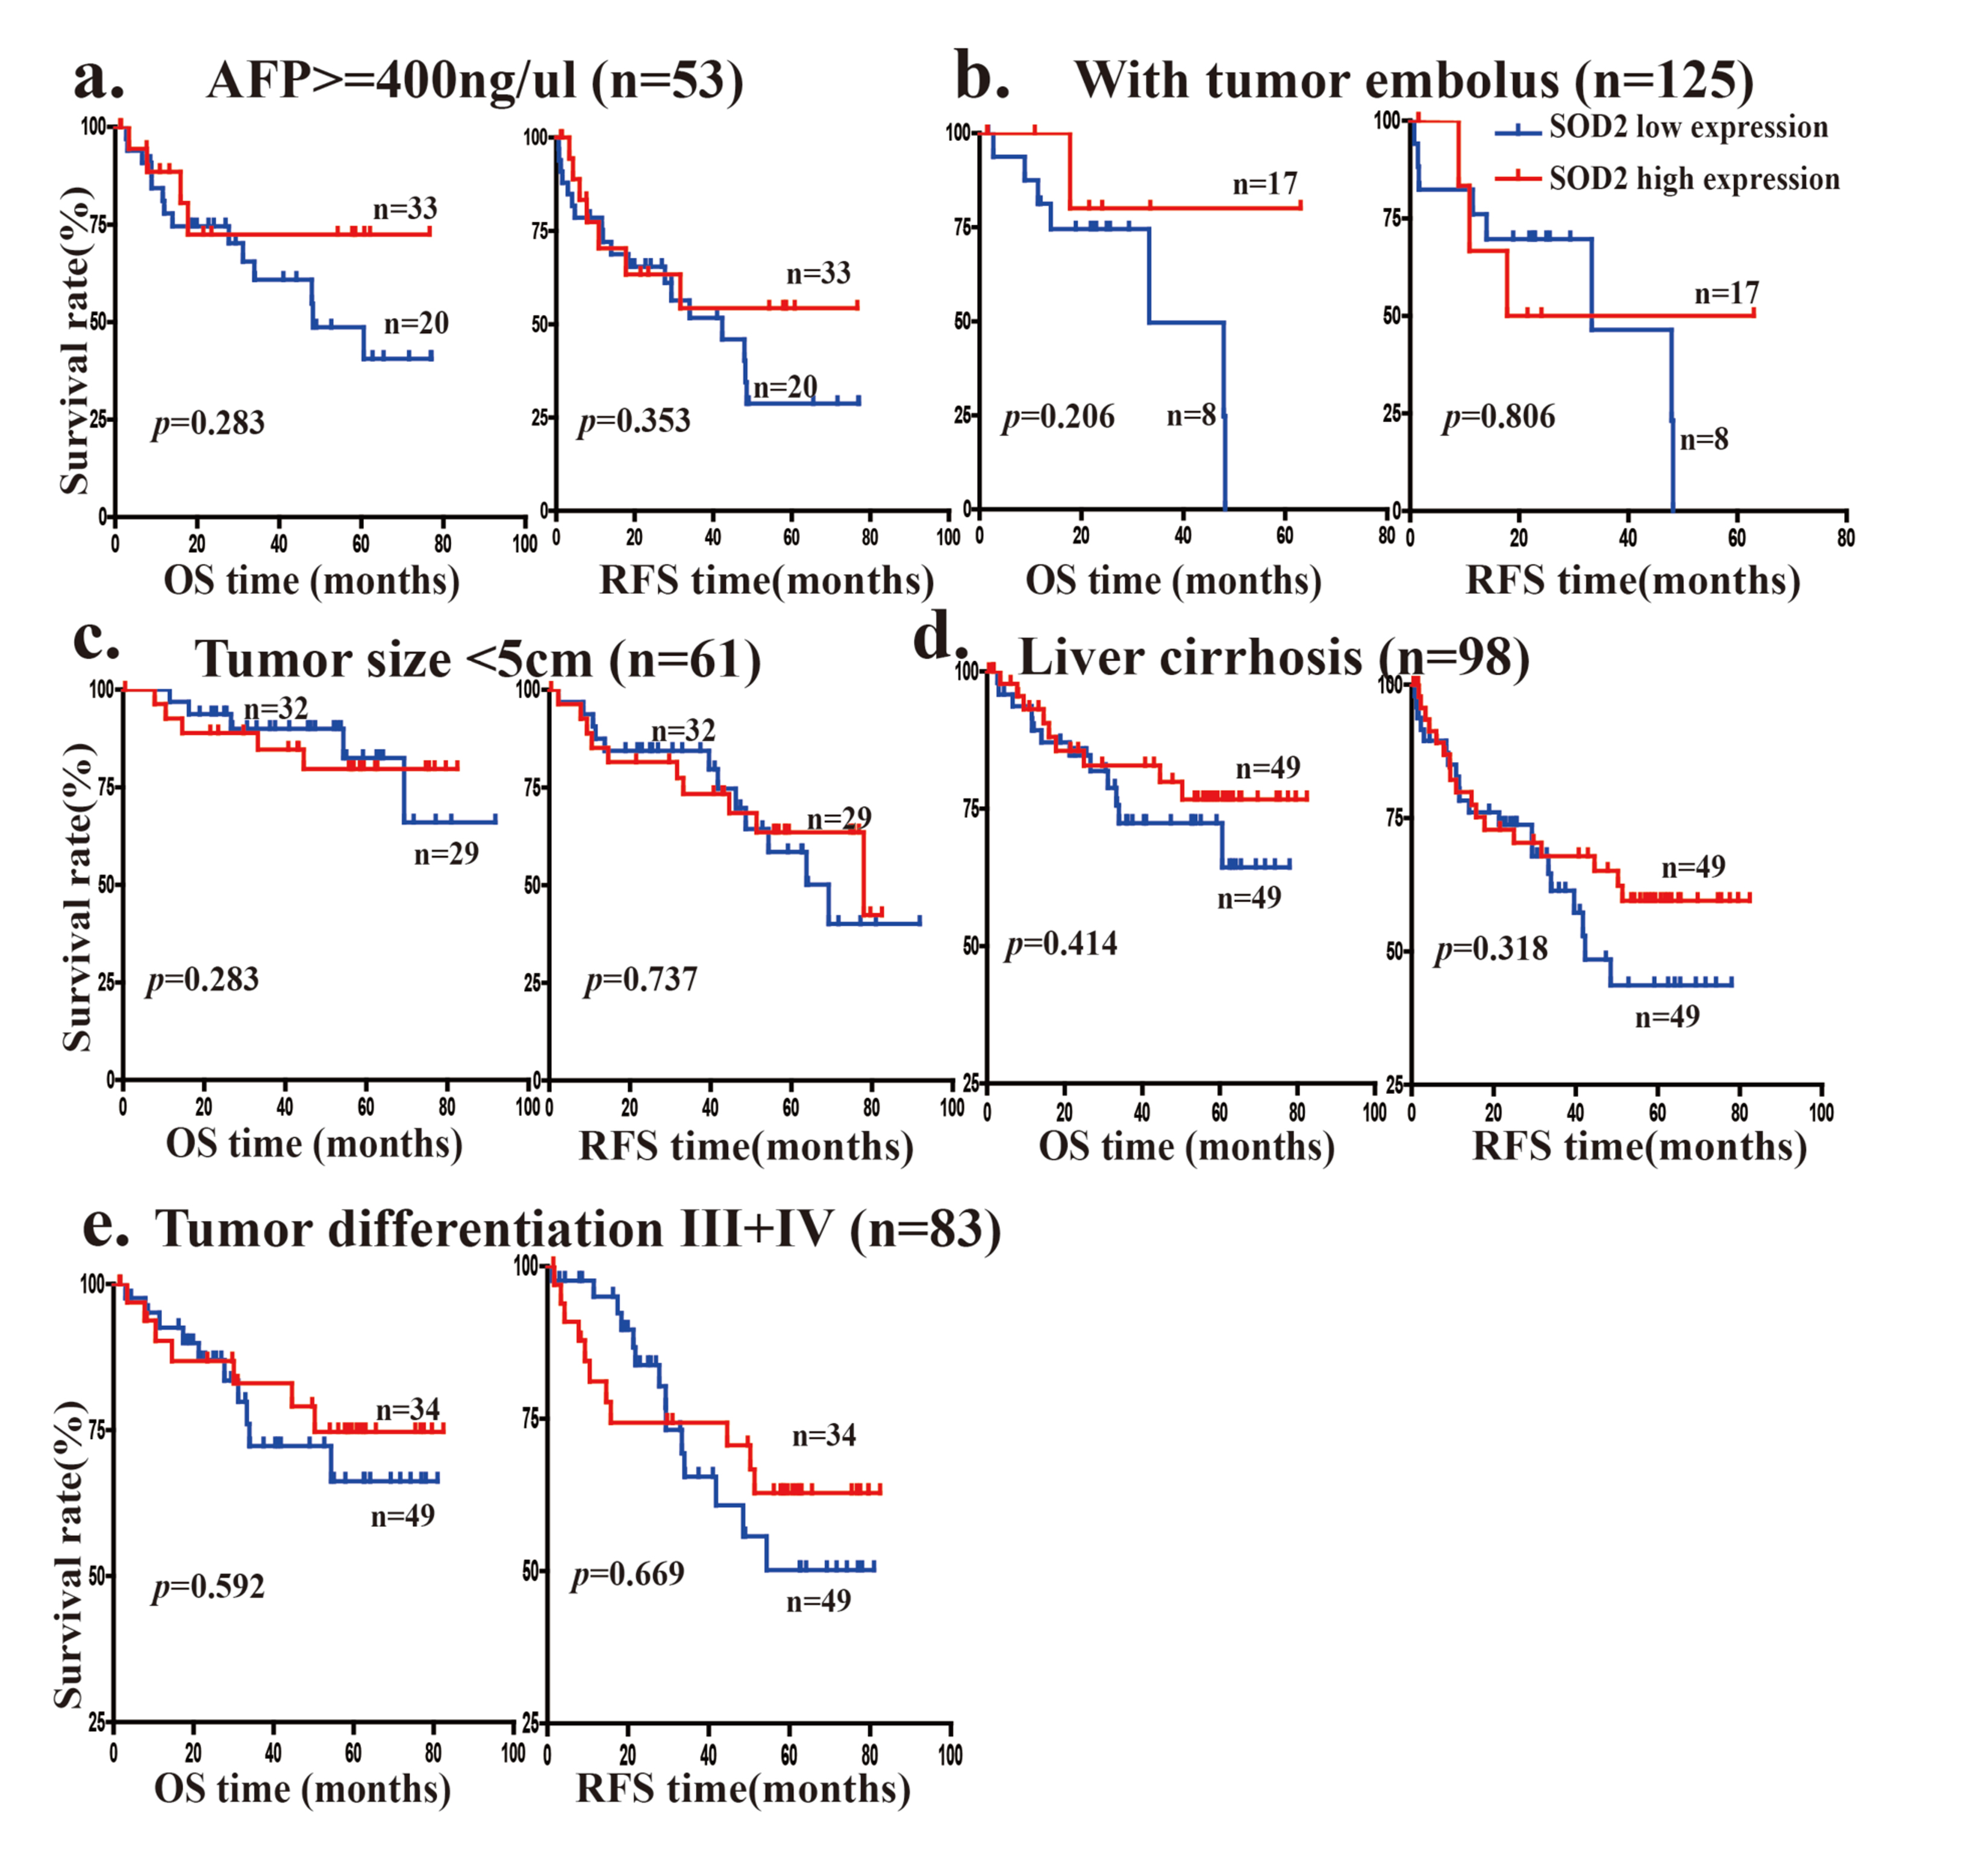 a. AFP>=400ng/ul (n=53)
Survival rate(%)
100
75
50
25
0
n=33
n=20
p=0.283
0 20 40 60 80 100
OS time (months)
100
75
50
25
0
n=33
n=20
p=0.353
0 20 40 60 80 100
RFS time(months)
b. With tumor embolus (n=125)
100
75
50
25
0
n=17
n=8
p=0.206
0 20 40 60 80
OS time (months)
SOD2 low expression
SOD2 high expression
100
75
50
25
0
n=17
n=8
p=0.806
0 20 40 60 80
RFS time(months)
c. Tumor size <5cm (n=61)
Survival rate(%)
100
75
50
25
0
n=32
n=29
p=0.283
0 20 40 60 80 100
OS time (months)
100
75
50
25
0
n=32
n=29
p=0.737
0 20 40 60 80 100
RFS time(months)
d. Liver cirrhosis (n=98)
100
75
50
25
n=49
n=49
p=0.414
0 20 40 60 80 100
OS time (months)
100
75
50
25
n=49
n=49
p=0.318
0 20 40 60 80 100
RFS time(months)
e. Tumor differentiation III+IV (n=83)
Survival rate(%)
100
75
50
25
n=34
n=49
p=0.592
0 20 40 60 80 100
OS time (months)
100
75
50
25
n=34
n=49
p=0.669
0 20 40 60 80 100
RFS time(months)